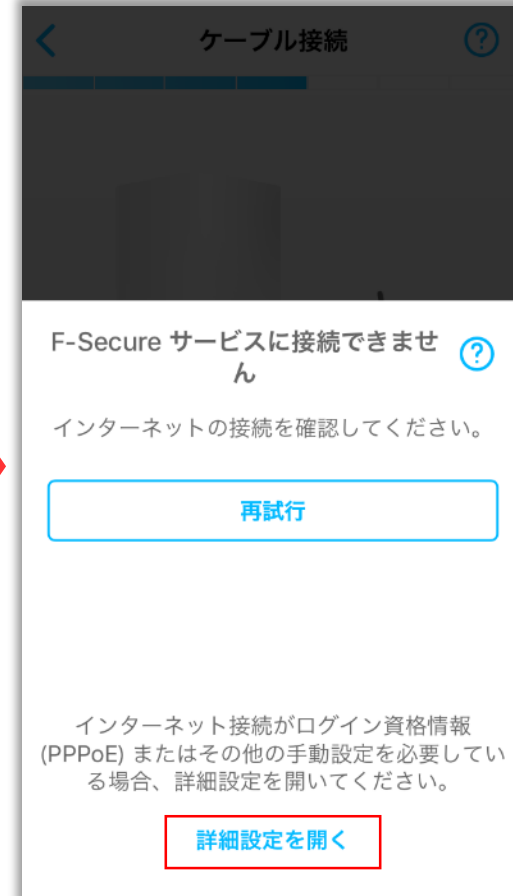 ケーブル接続
?
F-Secure サービスに接続できませ
ん
?
インターネットの接続を確認してください。
再試行
インターネット接続がログイン資格情報
(PPPoE) またはその他の手動設定を必要してい
る場合、詳細設定を開いてください。
詳細設定を開く